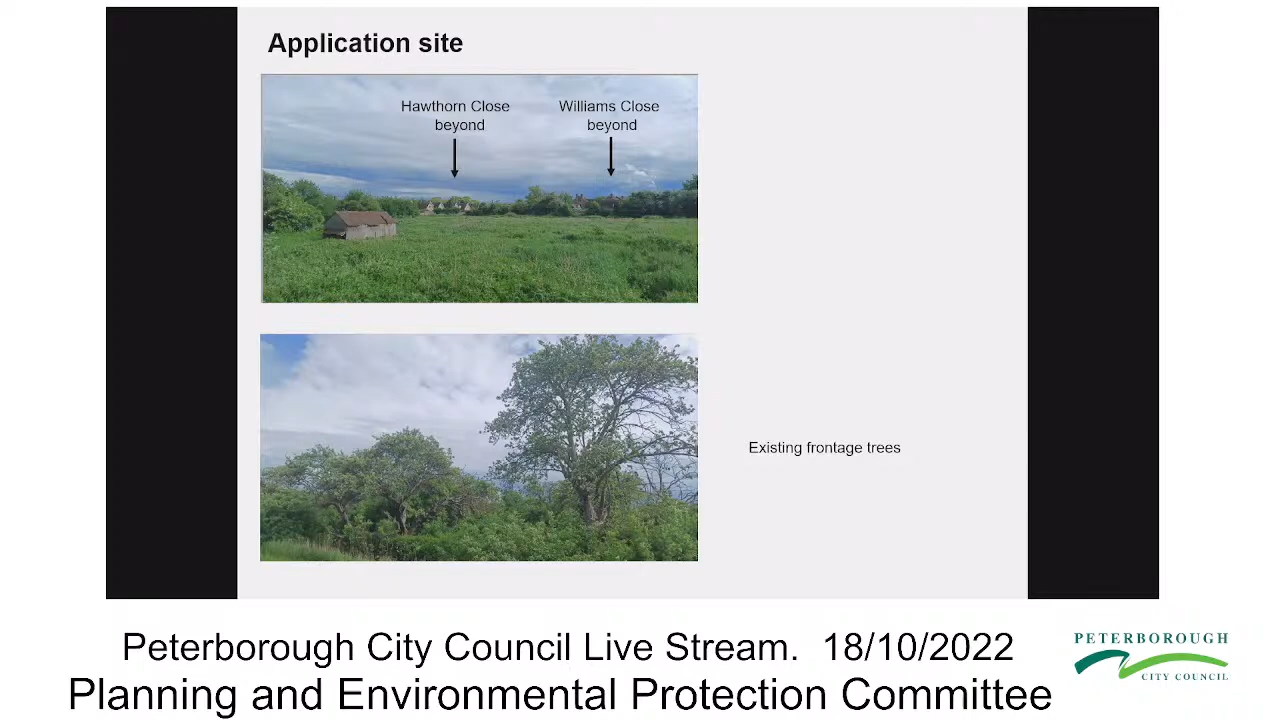 Application site
Hawthorn Close
beyond
Williams Close
beyond
Existing frontage trees
Peterborough City Council Live Stream.  18/10/2022
Planning and Environmental Protection Committee
PETERBOROUGH
CITY COUNCIL